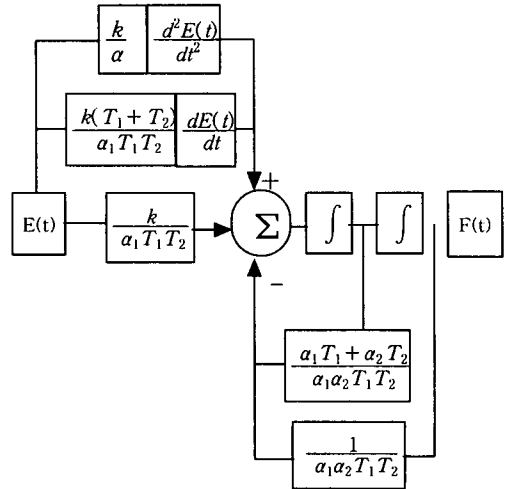 k/α d²E(t)/dt²
k(T₁ + T₂)/α₁T₁T₂ dE(t)/dt
+
E(t) k/α₁T₁T₂ Σ ∫ ∫ F(t)
−
α₁T₁ + α₂T₂/α₁α₂T₁T₂
1/α₁α₂T₁T₂